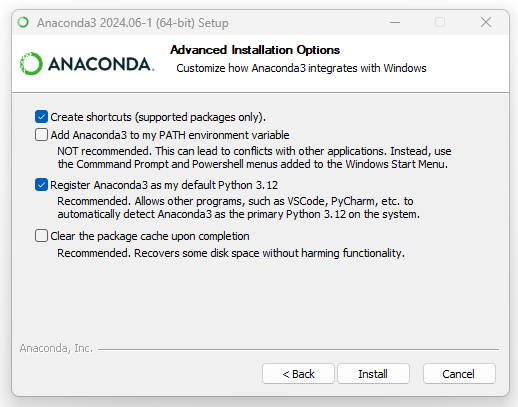 Anaconda3 2024.06-1 (64-bit) Setup
ANACONDA.
Advanced Installation Options
Customize how Anaconda3 integrates with Windows
Create shortcuts (supported packages only).
Add Anaconda3 to my PATH environment variable
NOT recommended. This can lead to conflicts with other applications. Instead, use
the Commmand Prompt and Powershell menus added to the Windows Start Menu.
Register Anaconda3 as my default Python 3.12
Recommended. Allows other programs, such as VSCode, PyCharm, etc. to
automatically detect Anaconda3 as the primary Python 3.12 on the system.
Clear the package cache upon completion
Recommended. Recovers some disk space without harming functionality.
Anaconda, Inc.
< Back
Install
Cancel